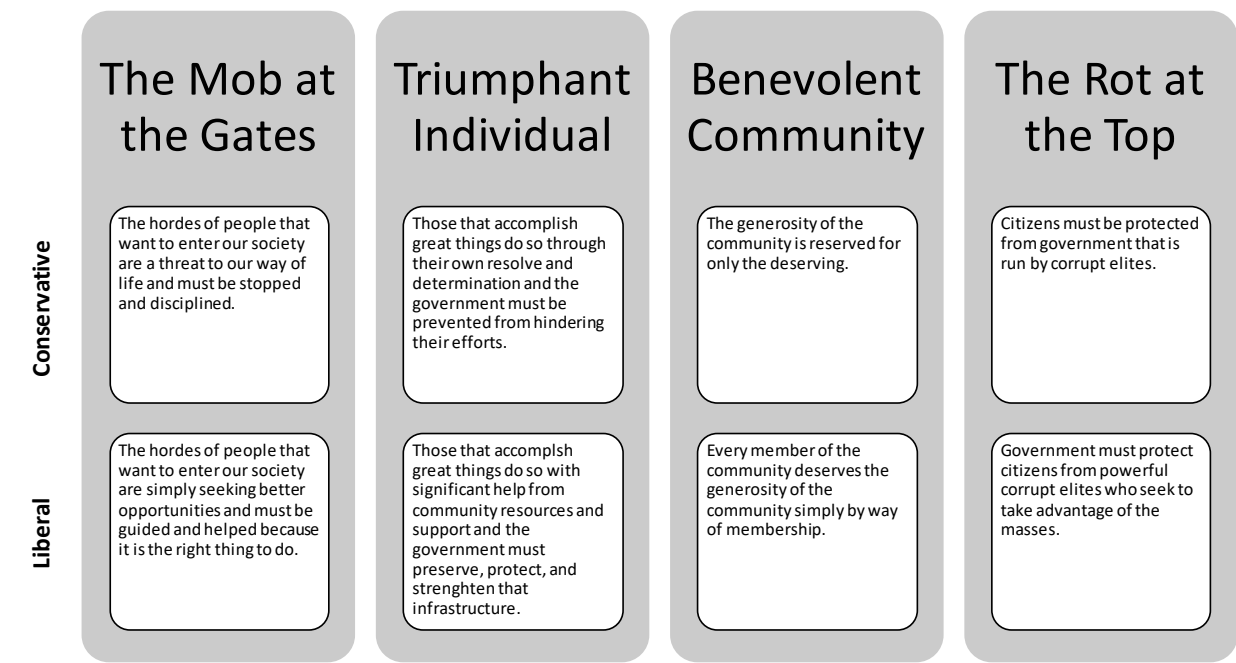 The Mob at
the Gates
Triumphant
Individual
Benevolent
Community
The Rot at
the Top
Conservative
The hordes of people that
want to enter our society
are a threat to our way of
life and must be stopped
and disciplined.
Those that accomplish
great things do so through
their own resolve and
determination and the
government must be
prevented from hindering
their efforts.
The generosity of the
community is reserved for
only the deserving.
Citizens must be protected
from government that is
run by corrupt elites.
Liberal
The hordes of people that
want to enter our society
are simply seeking better
opportunities and must be
guided and helped because
it is the right thing to do.
Those that accomplsh
great things do so with
significant help from
community resources and
support and the
government must
preserve, protect, and
strenghten that
infrastructure.
Every member of the
community deserves the
generosity of the
community simply by way
of membership.
Government must protect
citizens from powerful
corrupt elites who seek to
take advantage of the
masses.